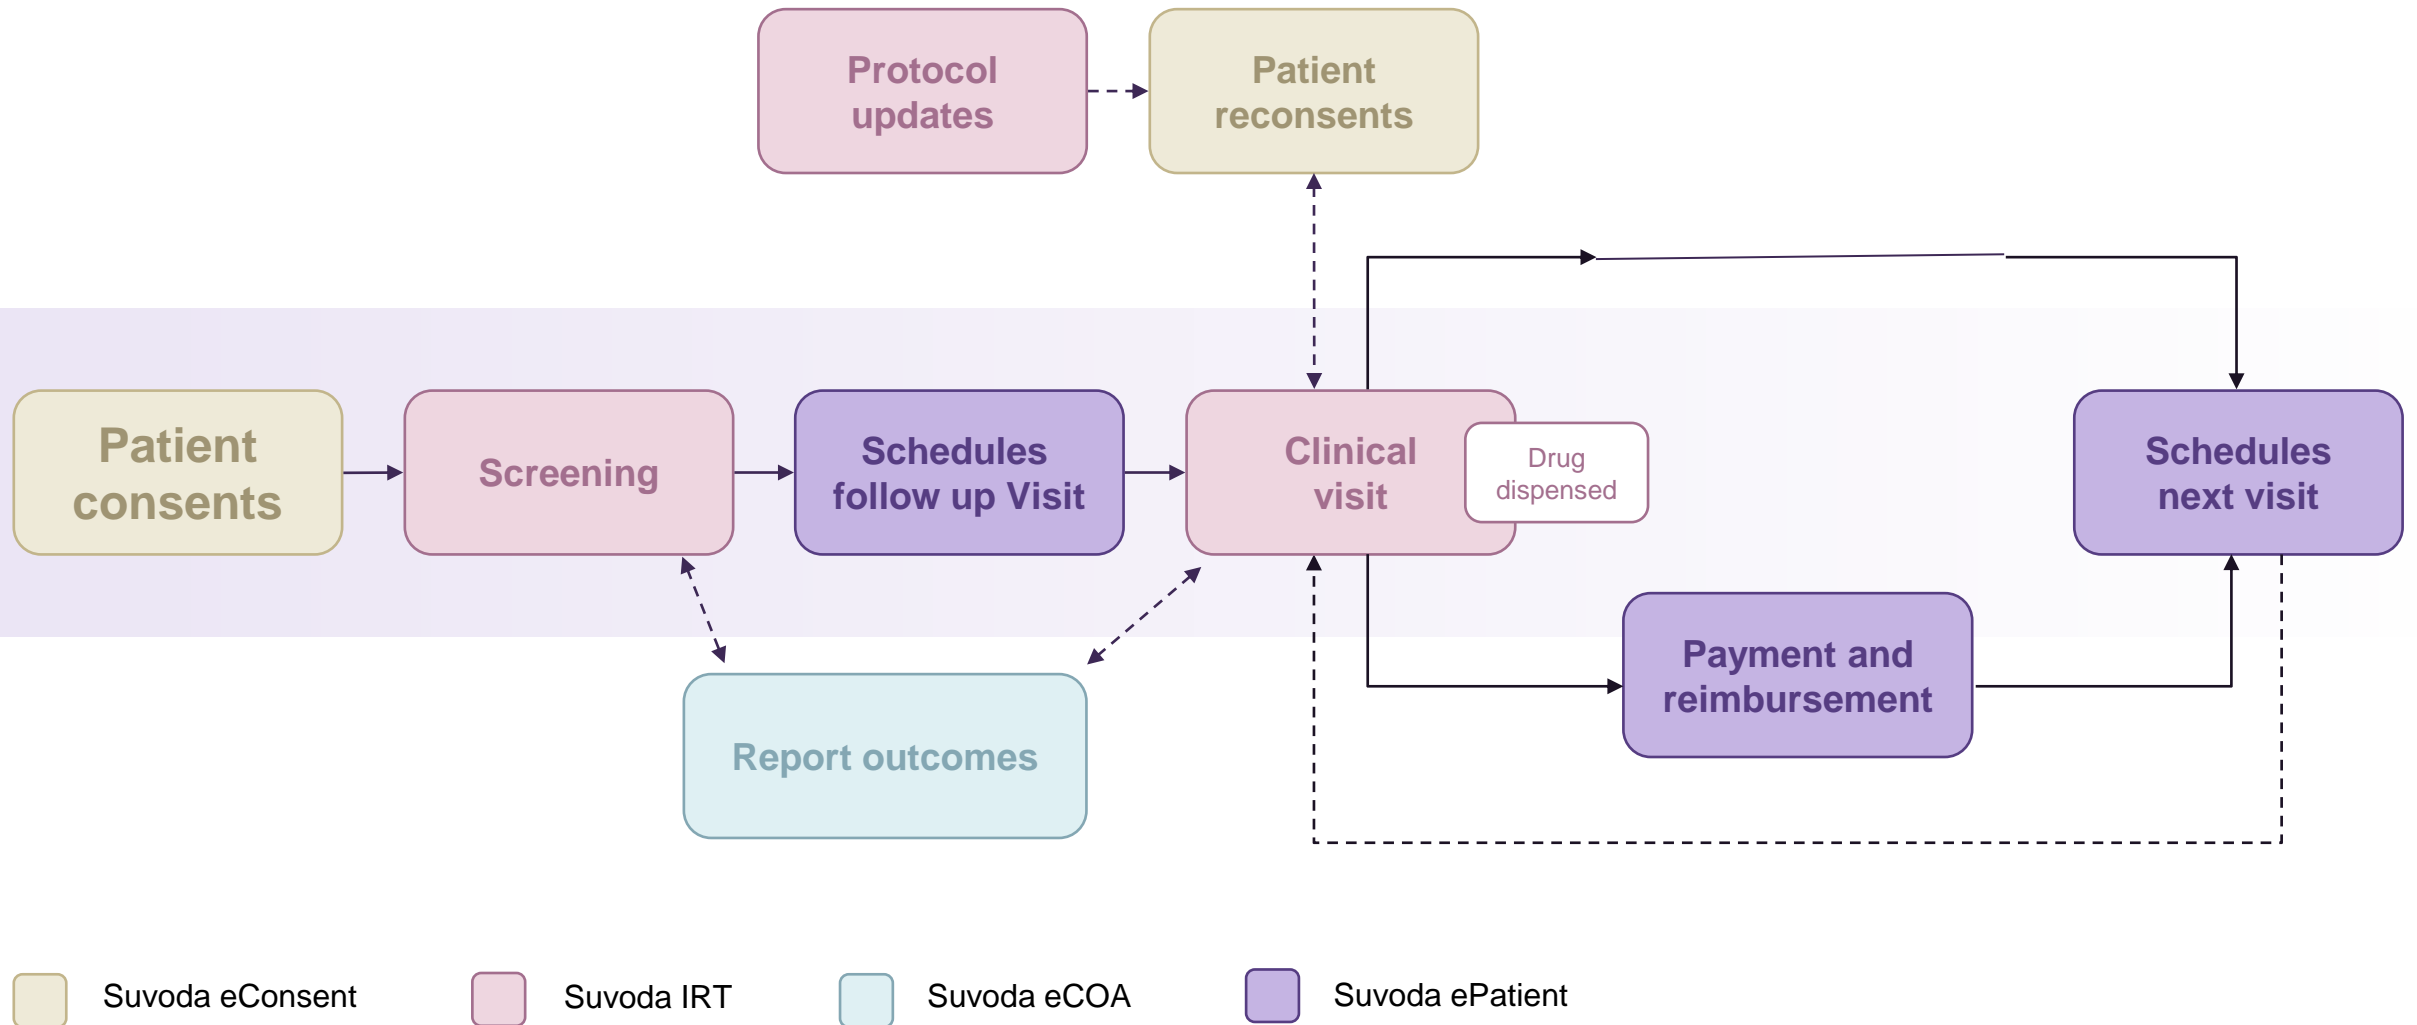 Protocol
updates
Patient
reconsents
Patient
consents
Screening
Schedules
follow up Visit
Clinical
visit
Drug
dispensed
Schedules
next visit
Payment and
reimbursement
Report outcomes
Suvoda eConsent
Suvoda IRT
Suvoda eCOA
Suvoda ePatient